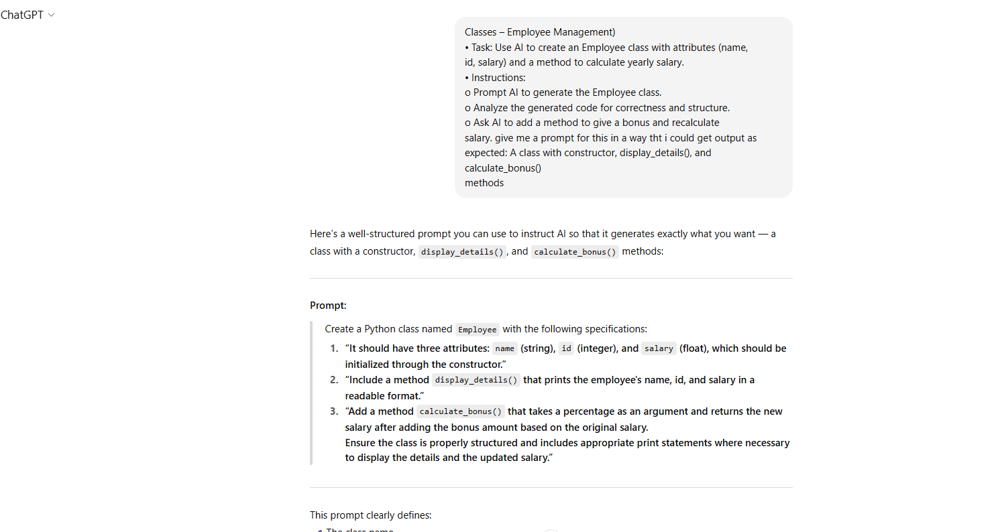 ChatGPT
Classes – Employee Management)
• Task: Use AI to create an Employee class with attributes (name,
id, salary) and a method to calculate yearly salary.
• Instructions:
o Prompt AI to generate the Employee class.
o Analyze the generated code for correctness and structure.
o Ask AI to add a method to give a bonus and recalculate
salary. give me a prompt for this in a way tht i could get output as
expected: A class with constructor, display_details(), and
calculate_bonus()
methods
Here's a well-structured prompt you can use to instruct AI so that it generates exactly what you want — a
class with a constructor, display_details() , and calculate_bonus() methods:
Prompt:
Create a Python class named Employee with the following specifications:
1. “It should have three attributes: name (string), id (integer), and salary (float), which should be
initialized through the constructor.”
2. “Include a method display_details() that prints the employee's name, id, and salary in a
readable format.”
3. “Add a method calculate_bonus() that takes a percentage as an argument and returns the new
salary after adding the bonus amount based on the original salary.
Ensure the class is properly structured and includes appropriate print statements where necessary
to display the details and the updated salary.”
This prompt clearly defines:
The class name